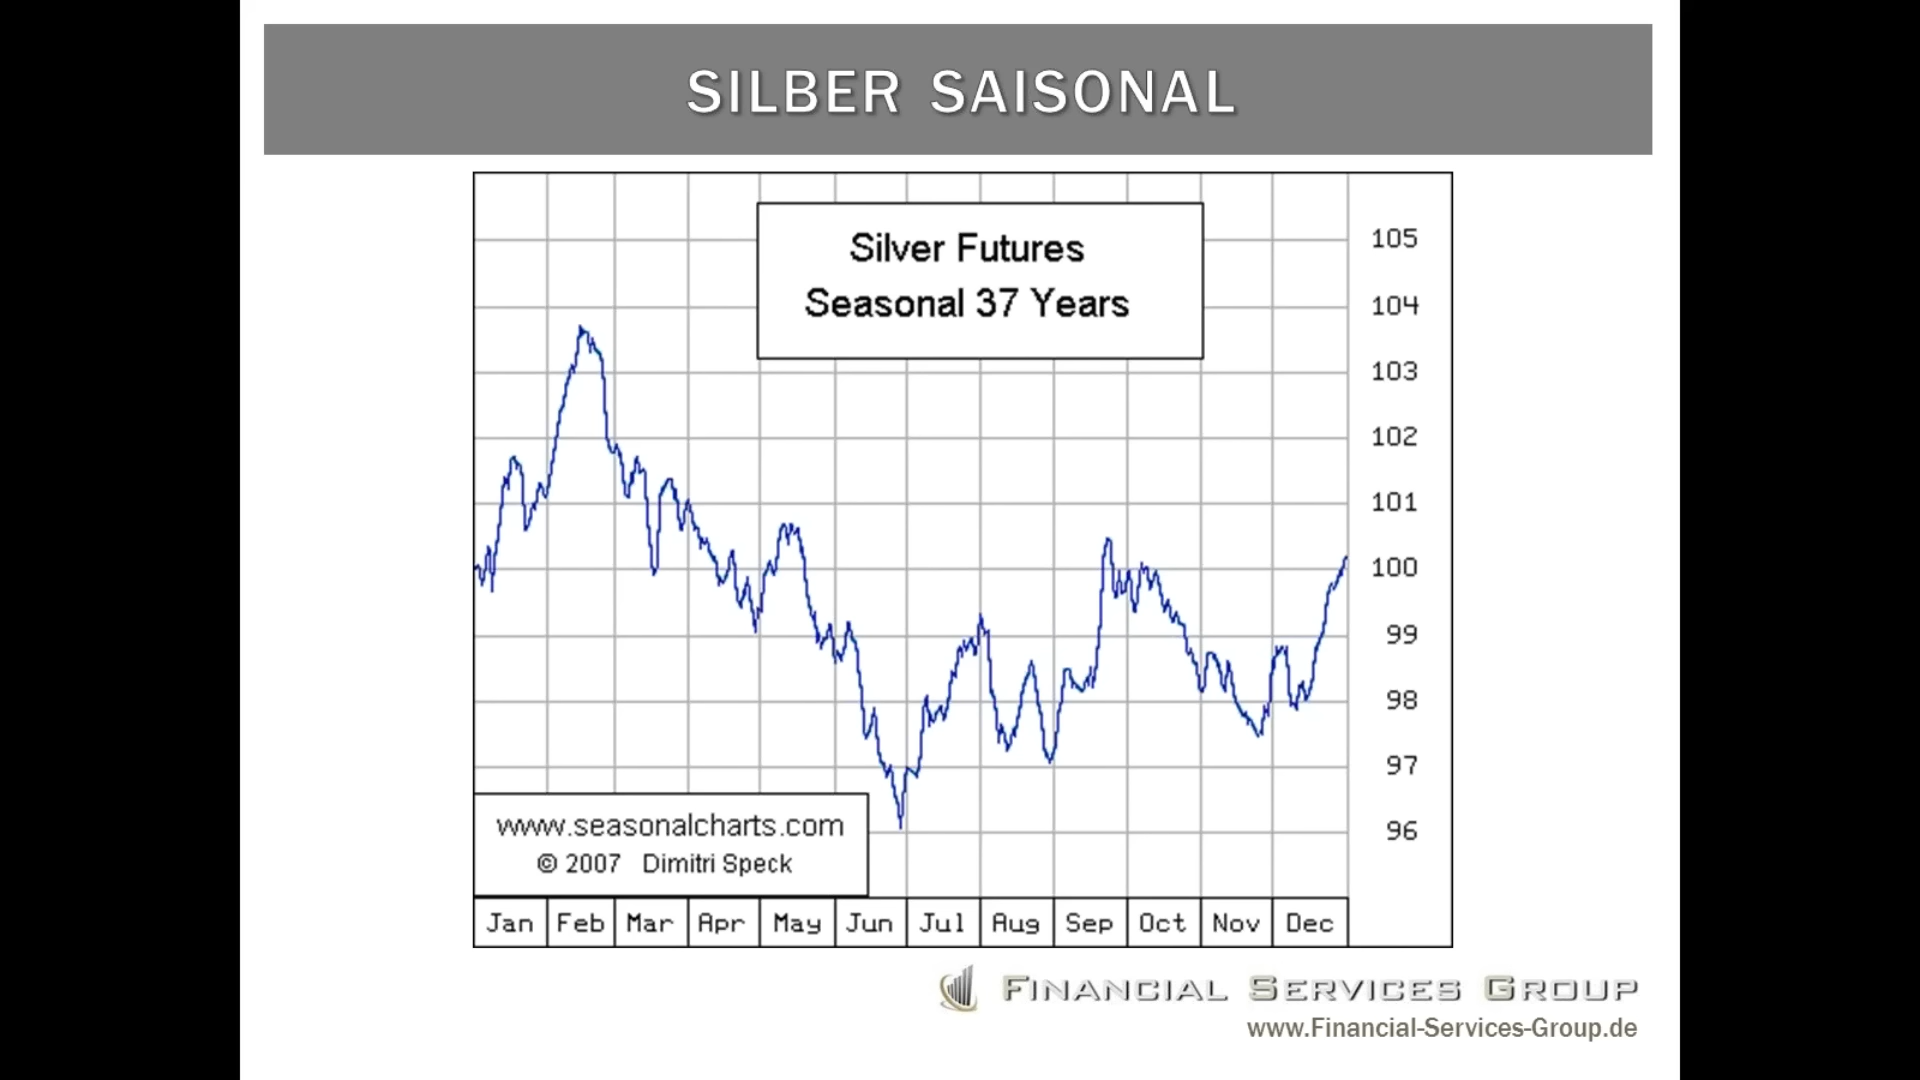 SILBER SAISONAL
Silver Futures
Seasonal 37 Years
105
104
103
102
101
100
99
98
97
96
www.seasonalcharts.com
© 2007 Dimitri Speck
Jan Feb Mar Apr May Jun Jul Aug Sep Oct Nov Dec
FINANCIAL SERVICES GROUP
www.Financial-Services-Group.de